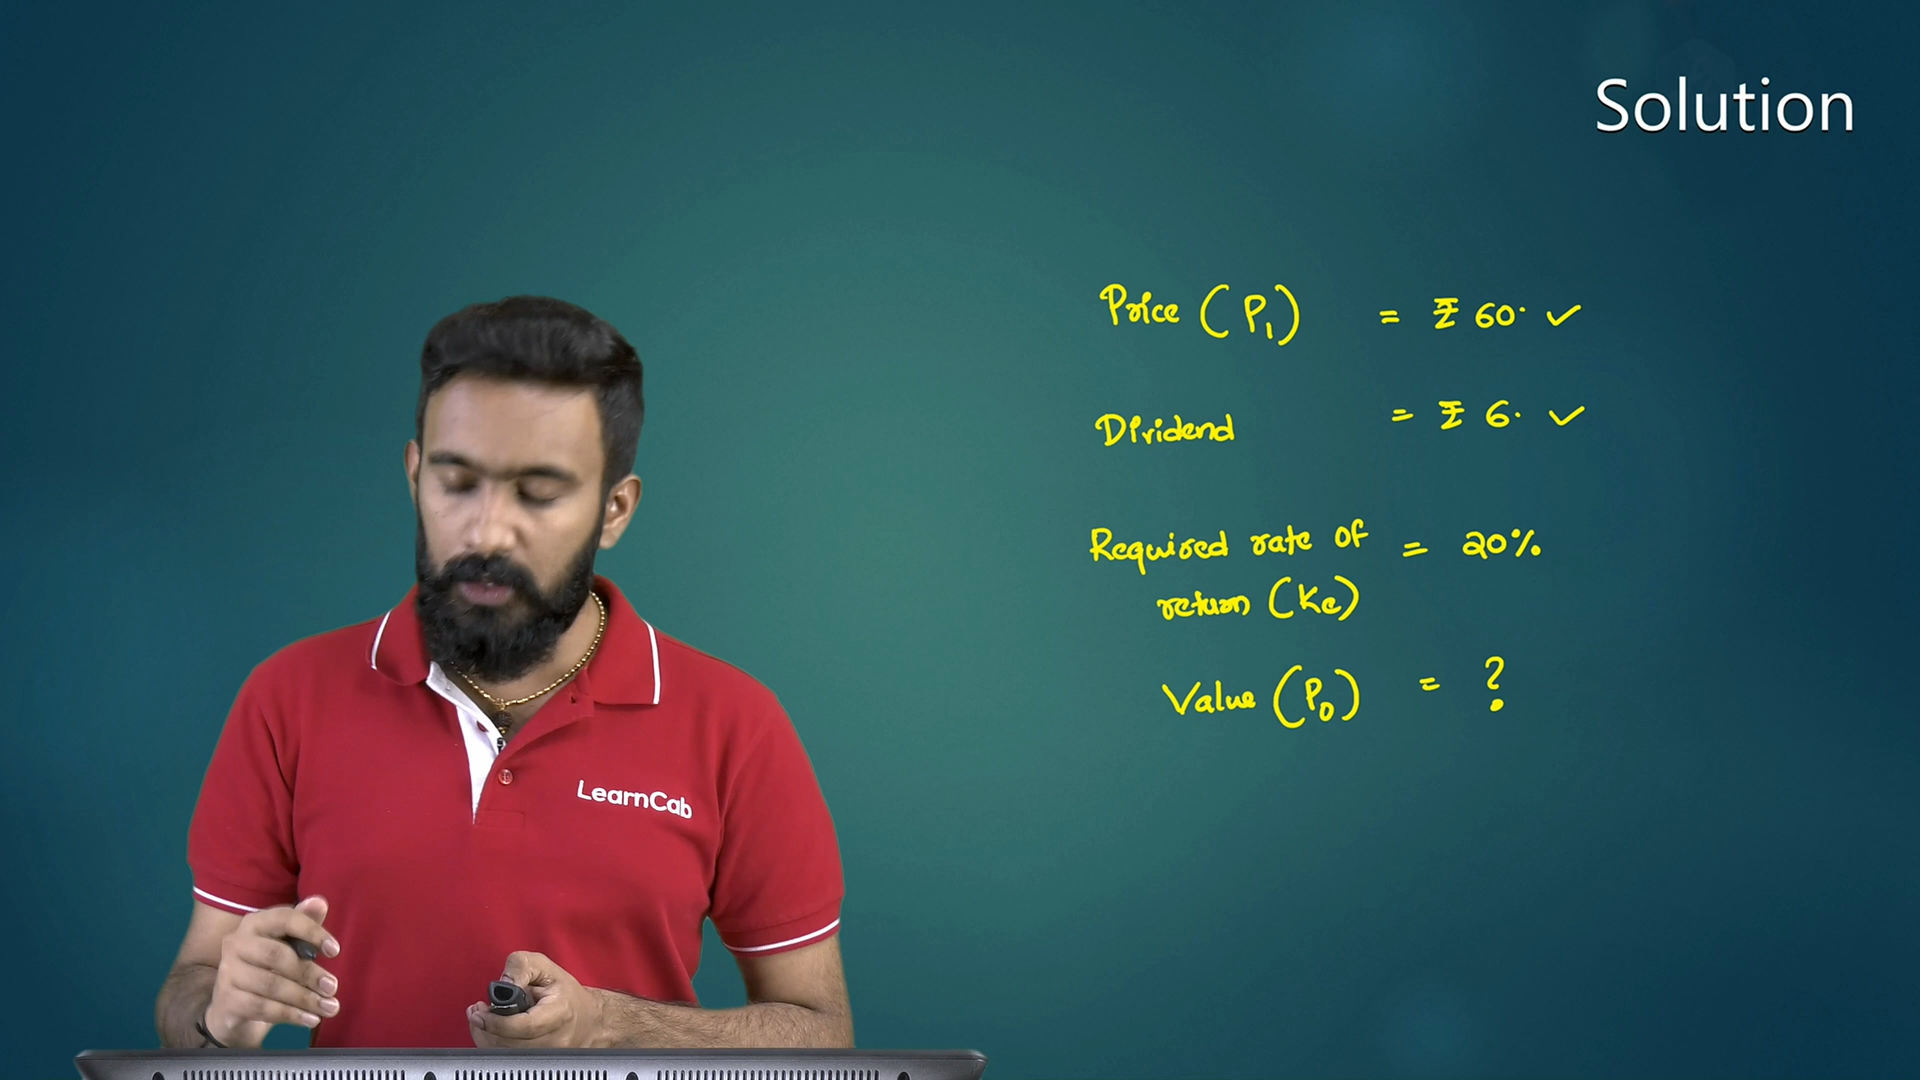 Solution
Price (P1) = ₹ 60. ✓
Dividend = ₹ 6. ✓
Required rate of = 20%
return (Ke)
Value (P0) = ?
LearnCab